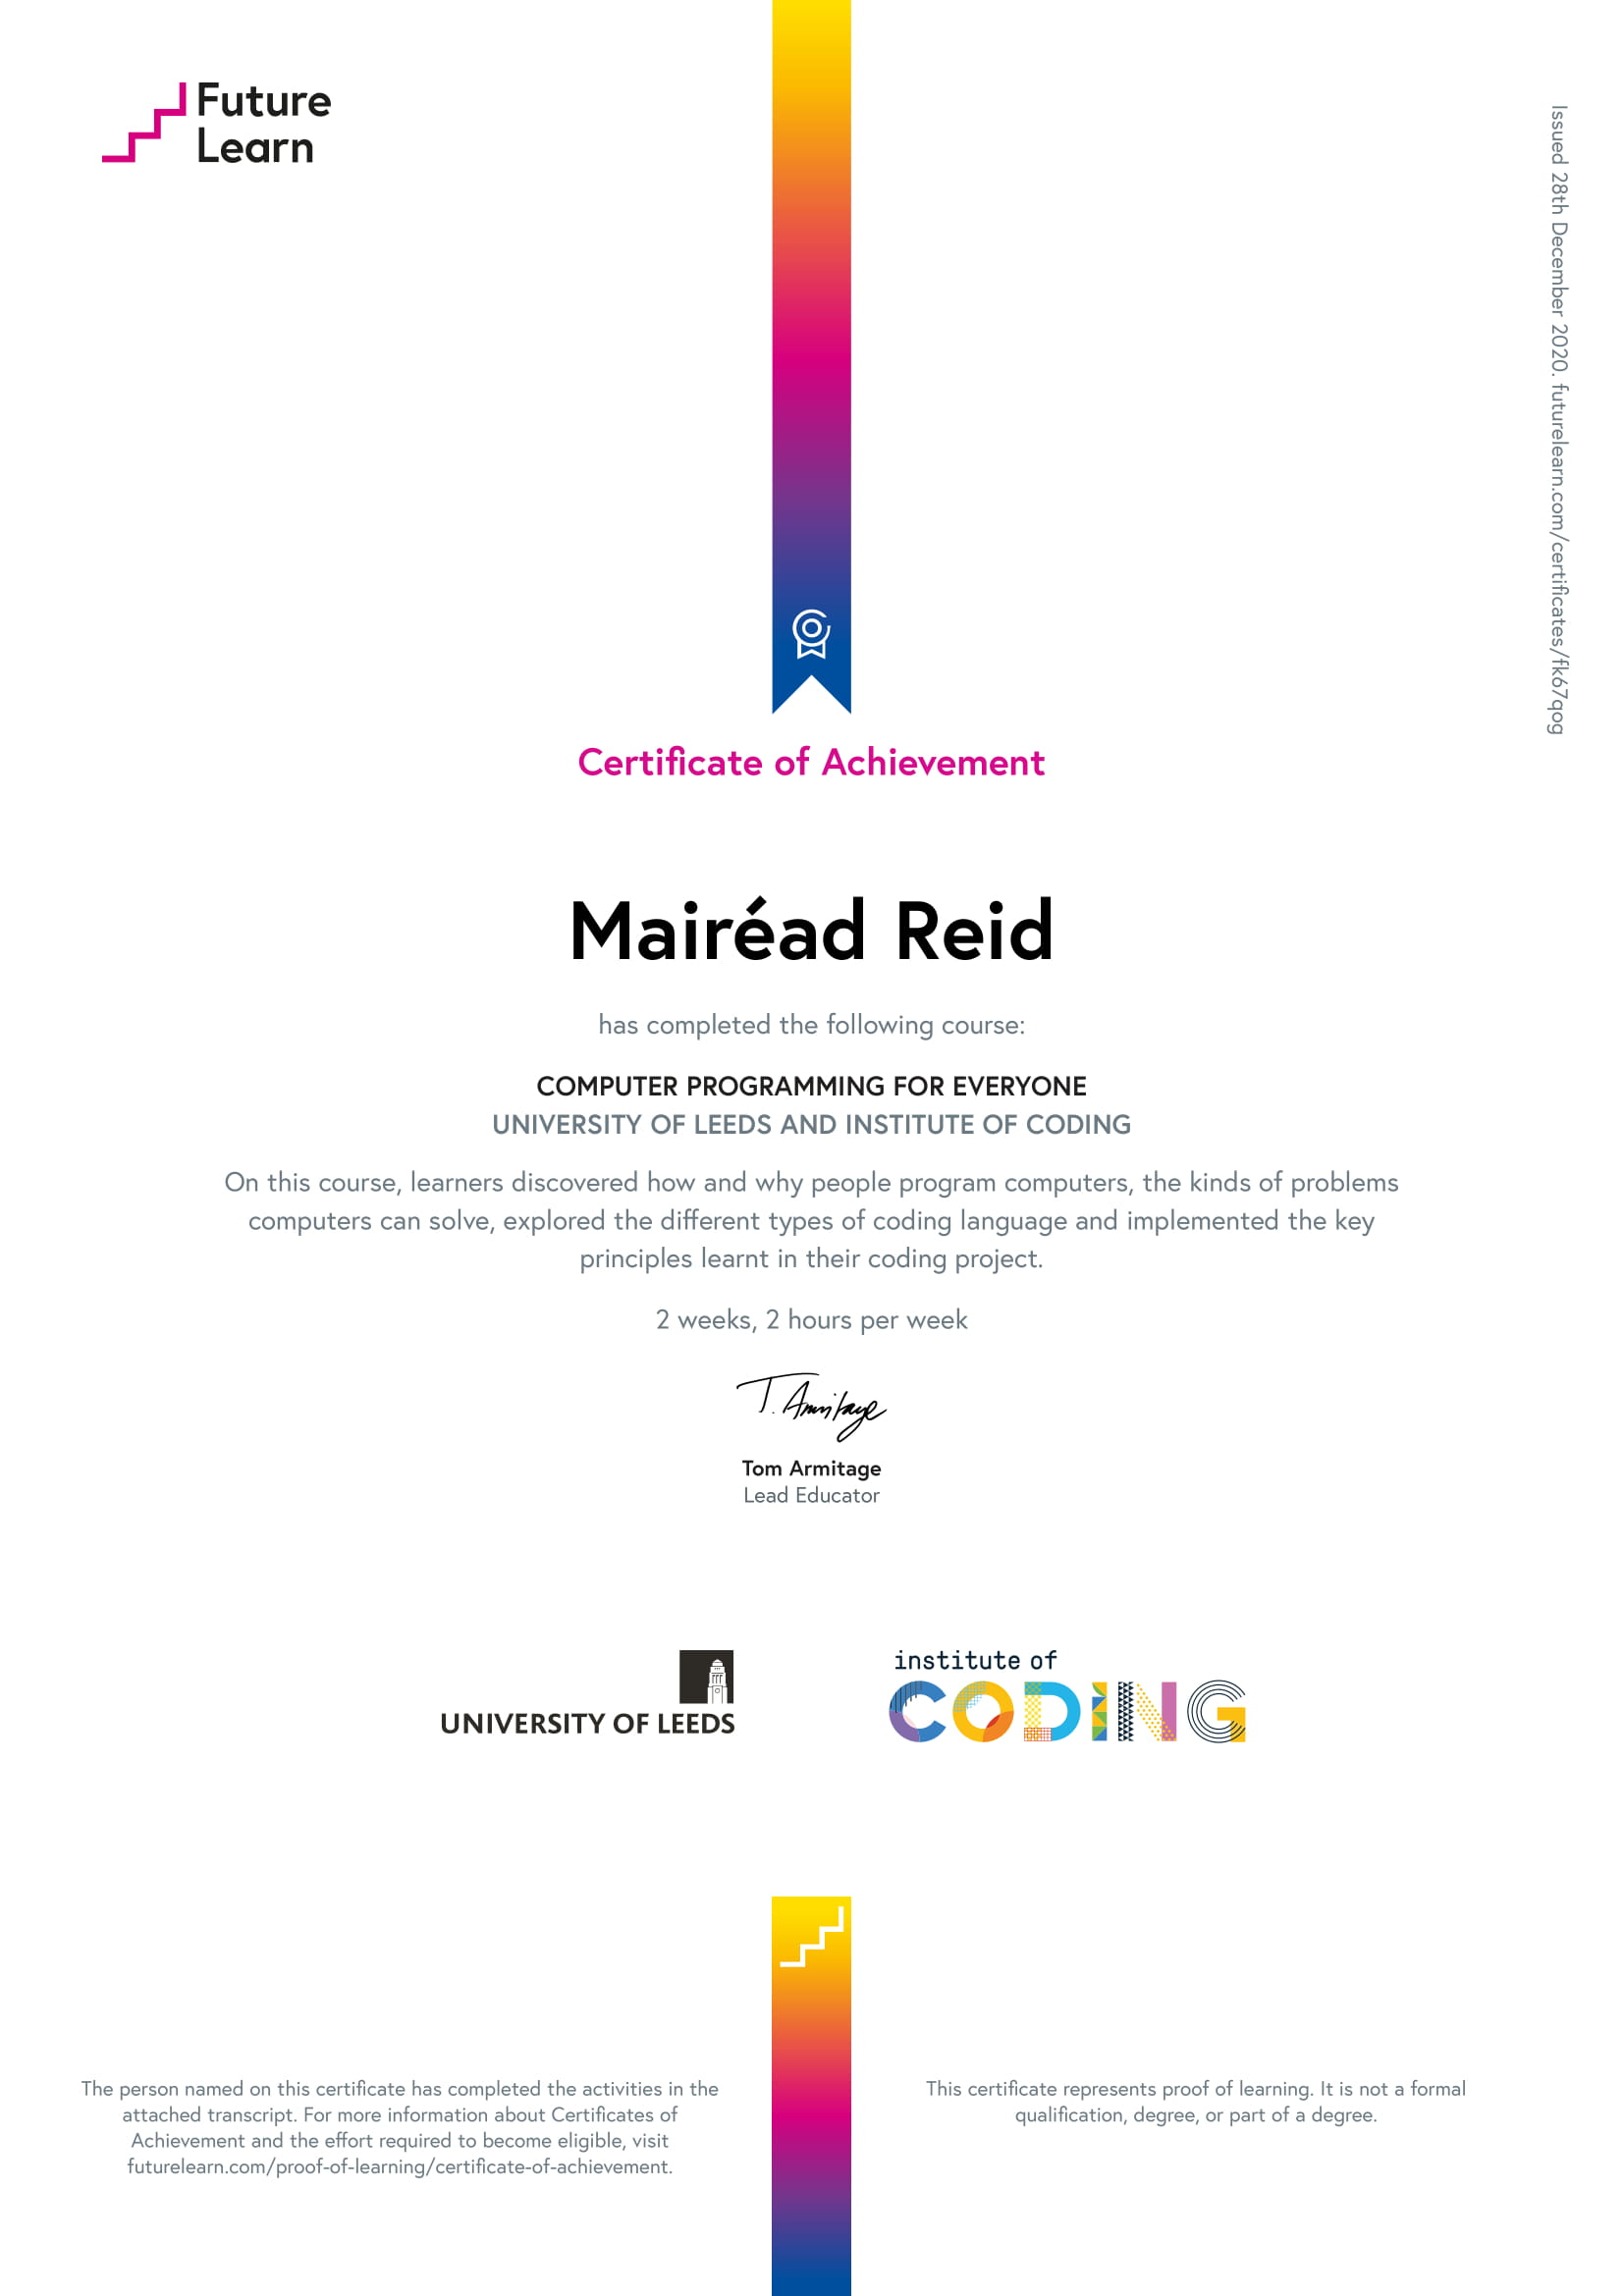 Future
Learn
Issued 28th December 2020. futurelearn.com/certificates/fk67qog
Certificate of Achievement
Mairéad Reid
has completed the following course:
COMPUTER PROGRAMMING FOR EVERYONE
UNIVERSITY OF LEEDS AND INSTITUTE OF CODING
On this course, learners discovered how and why people program computers, the kinds of problems
computers can solve, explored the different types of coding language and implemented the key
principles learnt in their coding project.
2 weeks, 2 hours per week
T. Armitage
Tom Armitage
Lead Educator
UNIVERSITY OF LEEDS
institute of
CODING
The person named on this certificate has completed the activities in the
attached transcript. For more information about Certificates of
Achievement and the effort required to become eligible, visit
futurelearn.com/proof-of-learning/certificate-of-achievement.
This certificate represents proof of learning. It is not a formal
qualification, degree, or part of a degree.